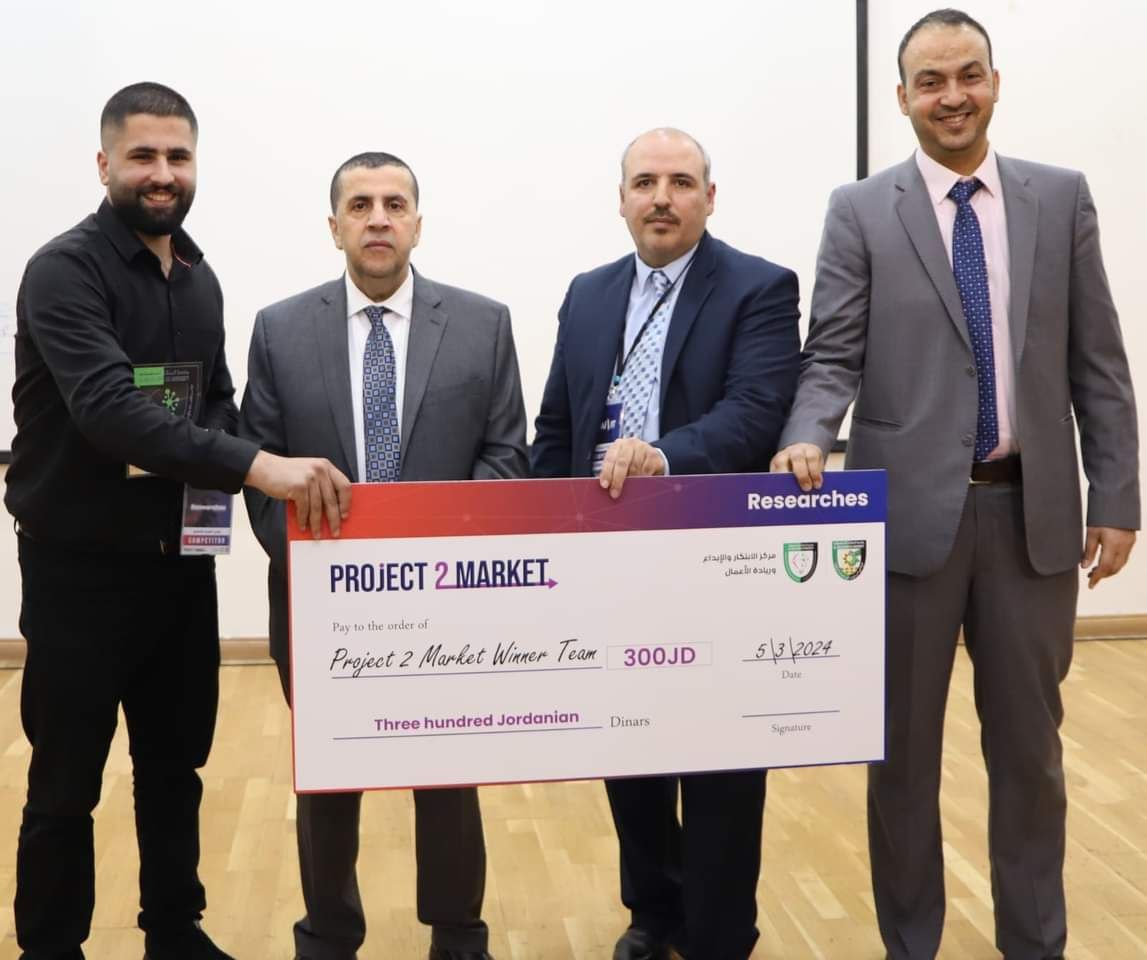 Researches
PROJECT 2 MARKET
مركز الابتكار والإبداع
وريادة الأعمال
Pay to the order of
Project 2 Market Winner Team
300JD
5|3|2024
Date
Three hundred Jordanian
Dinars
Signature
COMPETITOR